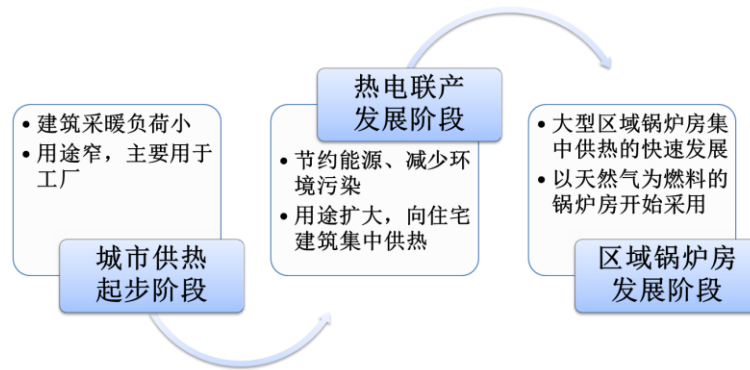 • 建筑采暖负荷小
• 用途窄，主要用于
工厂
城市供热
起步阶段
热电联产
发展阶段
• 节约能源、减少环
境污染
• 用途扩大，向住宅
建筑集中供热
• 大型区域锅炉房集
中供热的快速发展
• 以天然气为燃料的
锅炉房开始采用
区域锅炉房
发展阶段